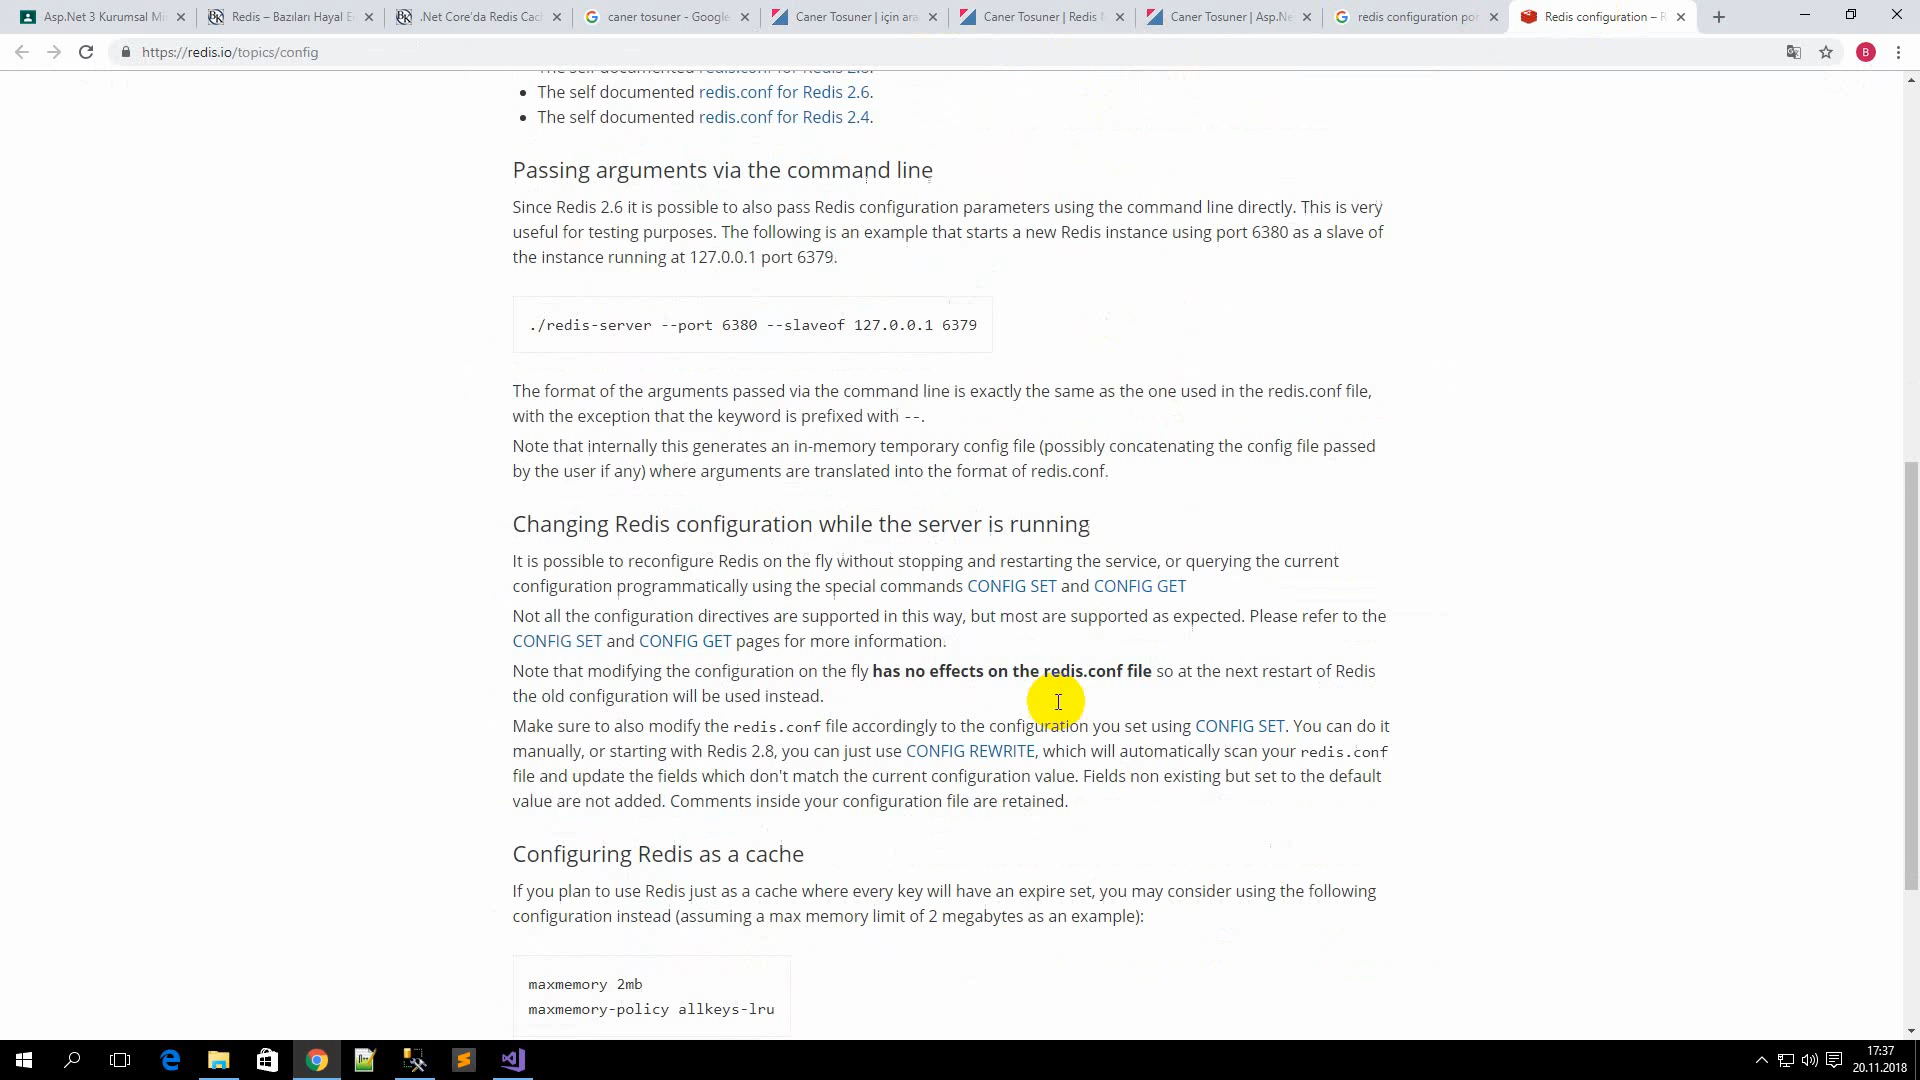 Asp.Net 3 Kurumsal Mi
Redis – Bazıları Hayal E
.Net Core'da Redis Cac
caner tosuner - Google
Caner Tosuner | için ara
Caner Tosuner | Redis
Caner Tosuner | Asp.Ne
redis configuration por
Redis configuration – R
https://redis.io/topics/config
B
The self documented redis.conf for Redis 2.8.
• The self documented redis.conf for Redis 2.6.
• The self documented redis.conf for Redis 2.4.
Passing arguments via the command line
Since Redis 2.6 it is possible to also pass Redis configuration parameters using the command line directly. This is very
useful for testing purposes. The following is an example that starts a new Redis instance using port 6380 as a slave of
the instance running at 127.0.0.1 port 6379.
./redis-server --port 6380 --slaveof 127.0.0.1 6379
The format of the arguments passed via the command line is exactly the same as the one used in the redis.conf file,
with the exception that the keyword is prefixed with --.
Note that internally this generates an in-memory temporary config file (possibly concatenating the config file passed
by the user if any) where arguments are translated into the format of redis.conf.
Changing Redis configuration while the server is running
It is possible to reconfigure Redis on the fly without stopping and restarting the service, or querying the current
configuration programmatically using the special commands CONFIG SET and CONFIG GET
Not all the configuration directives are supported in this way, but most are supported as expected. Please refer to the
CONFIG SET and CONFIG GET pages for more information.
Note that modifying the configuration on the fly has no effects on the redis.conf file so at the next restart of Redis
the old configuration will be used instead.
Make sure to also modify the redis.conf file accordingly to the configuration you set using CONFIG SET. You can do it
manually, or starting with Redis 2.8, you can just use CONFIG REWRITE, which will automatically scan your redis.conf
file and update the fields which don't match the current configuration value. Fields non existing but set to the default
value are not added. Comments inside your configuration file are retained.
Configuring Redis as a cache
If you plan to use Redis just as a cache where every key will have an expire set, you may consider using the following
configuration instead (assuming a max memory limit of 2 megabytes as an example):
maxmemory 2mb
maxmemory-policy allkeys-lru
17:37
20.11.2018